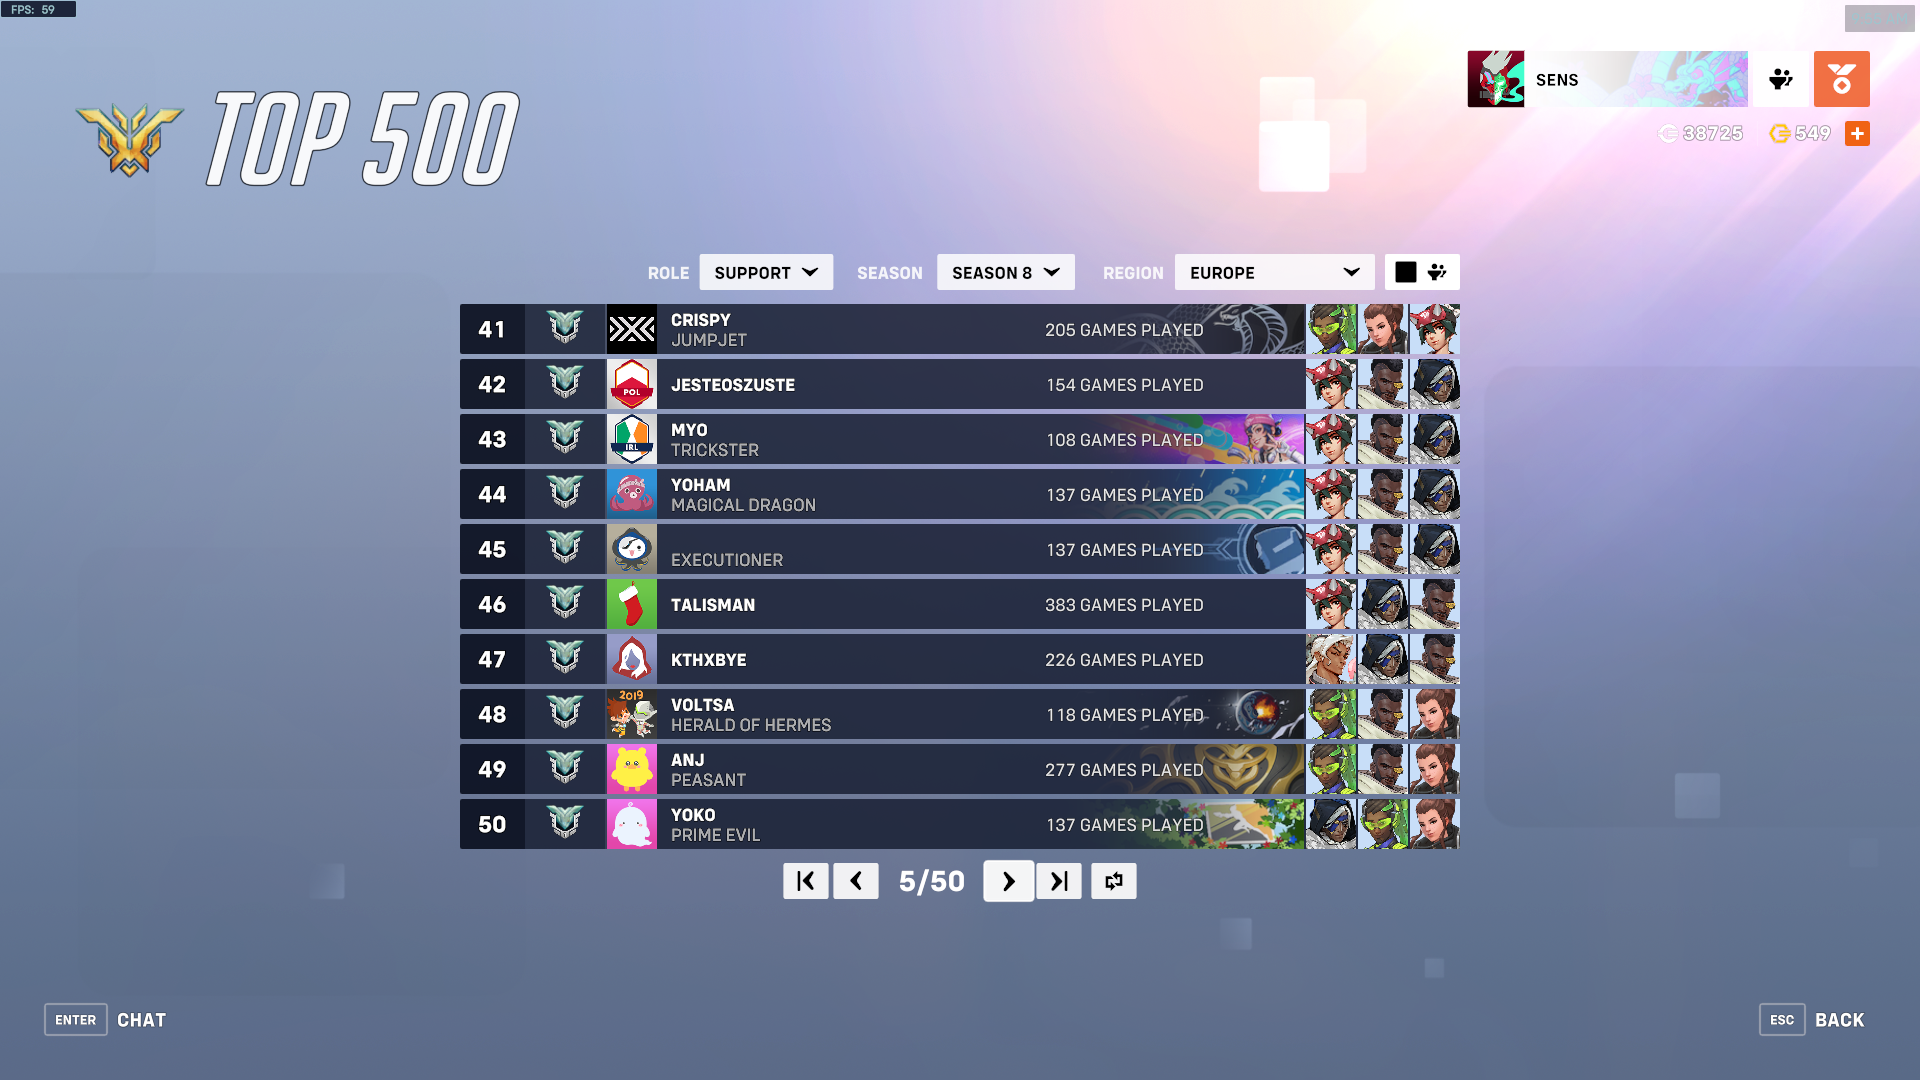 FPS: 59
TOP 500
SENS
38725
549
ROLE SUPPORT SEASON SEASON 8 REGION EUROPE
41 CRISPY 205 GAMES PLAYED
JUMPJET
42 POL JESTEOSZUSTE 154 GAMES PLAYED
43 IRL MYO 108 GAMES PLAYED
TRICKSTER
44 YOHAM 137 GAMES PLAYED
MAGICAL DRAGON
45 EXECUTIONER 137 GAMES PLAYED
46 TALISMAN 383 GAMES PLAYED
47 KTHXBYE 226 GAMES PLAYED
48 2019 VOLTSA 118 GAMES PLAYED
HERALD OF HERMES
49 ANJ 277 GAMES PLAYED
PEASANT
50 YOKO 137 GAMES PLAYED
PRIME EVIL
5/50
ENTER CHAT
ESC BACK